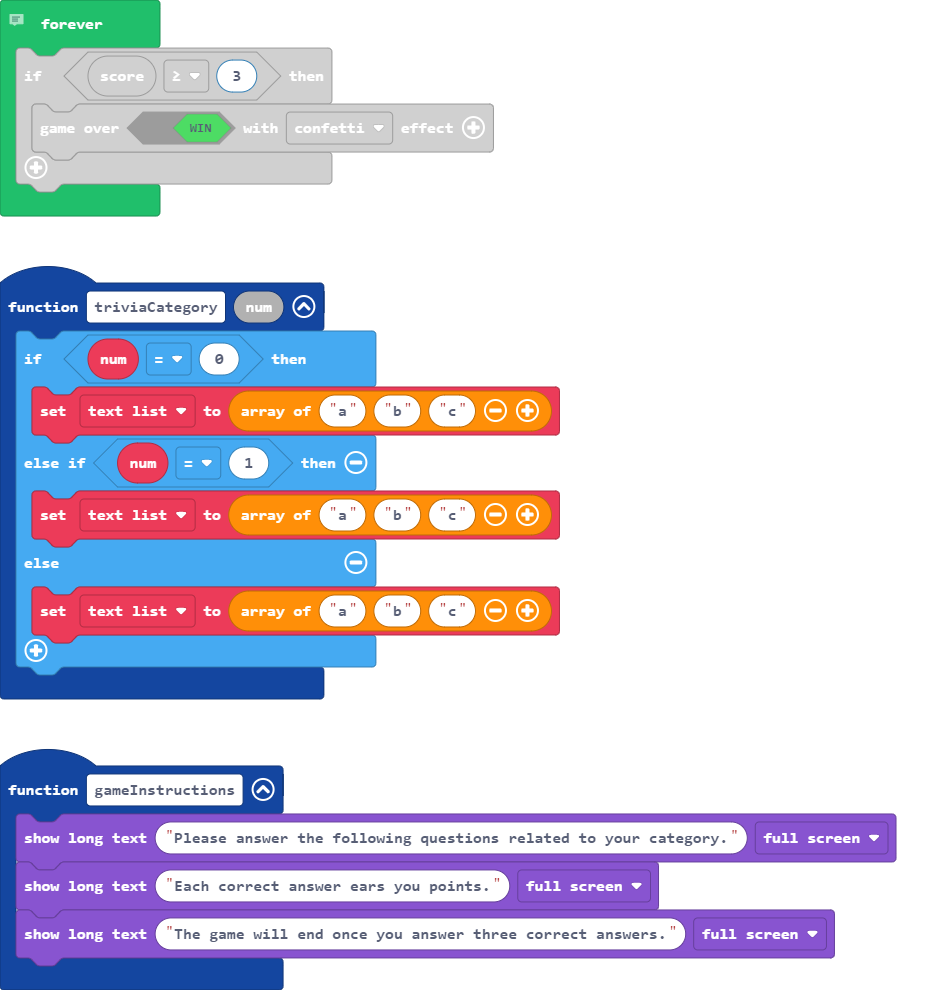 forever
if score ≥ 3 then
game over WIN with confetti effect
function triviaCategory num
if num = 0 then
set text list to array of "a" "b" "c"
else if num = 1 then
set text list to array of "a" "b" "c"
else
set text list to array of "a" "b" "c"
function gameInstructions
show long text "Please answer the following questions related to your category." full screen
show long text "Each correct answer ears you points." full screen
show long text "The game will end once you answer three correct answers." full screen